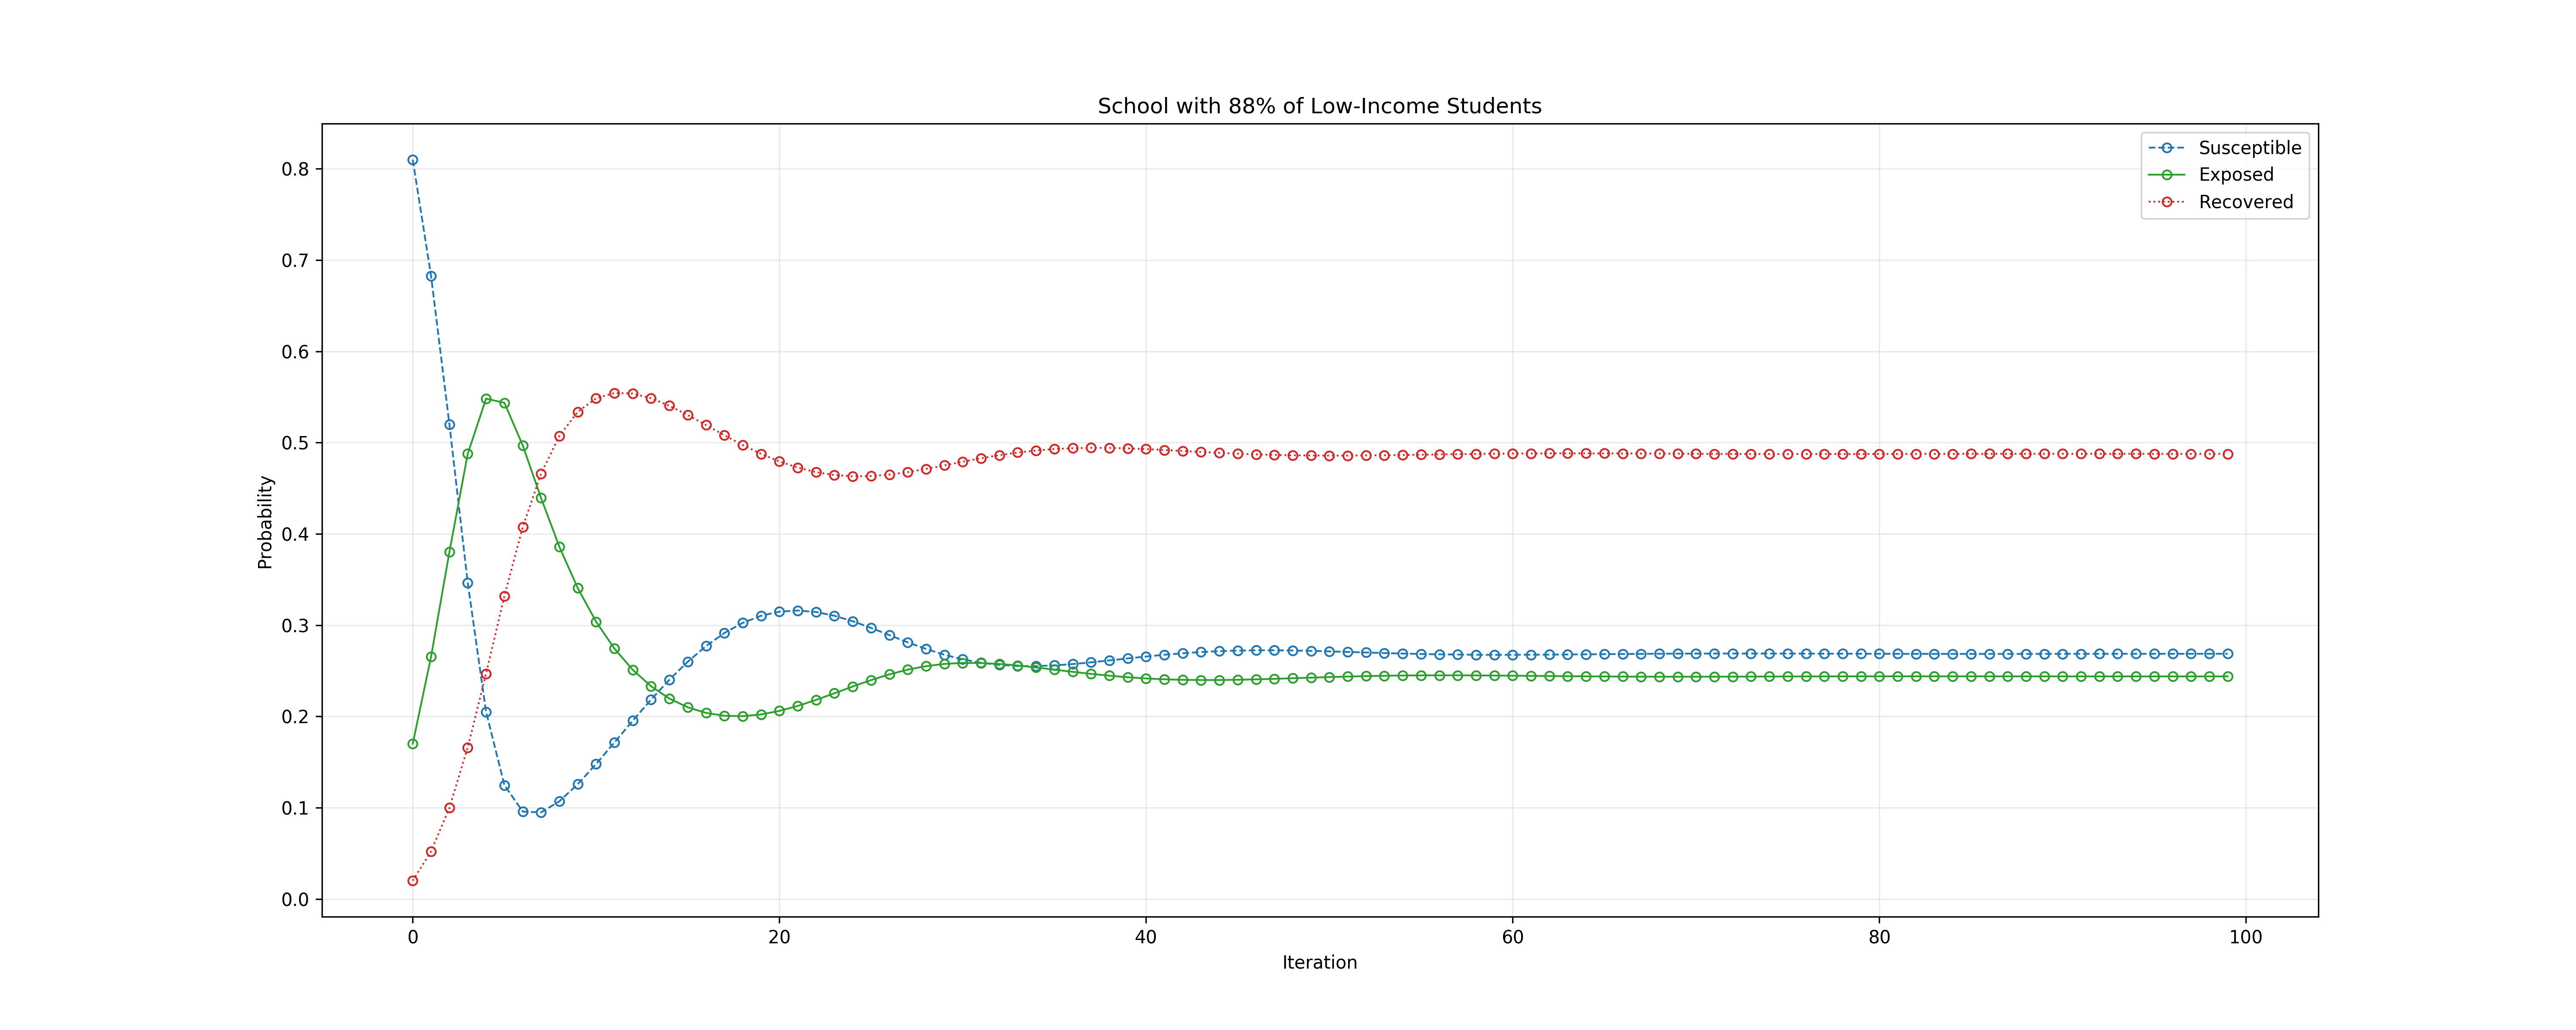 School with 88% of Low-Income Students
Susceptible
Exposed
Recovered
0.8
0.7
0.6
0.5
0.4
0.3
0.2
0.1
0.0
Probability
0 20 40 60 80 100
Iteration